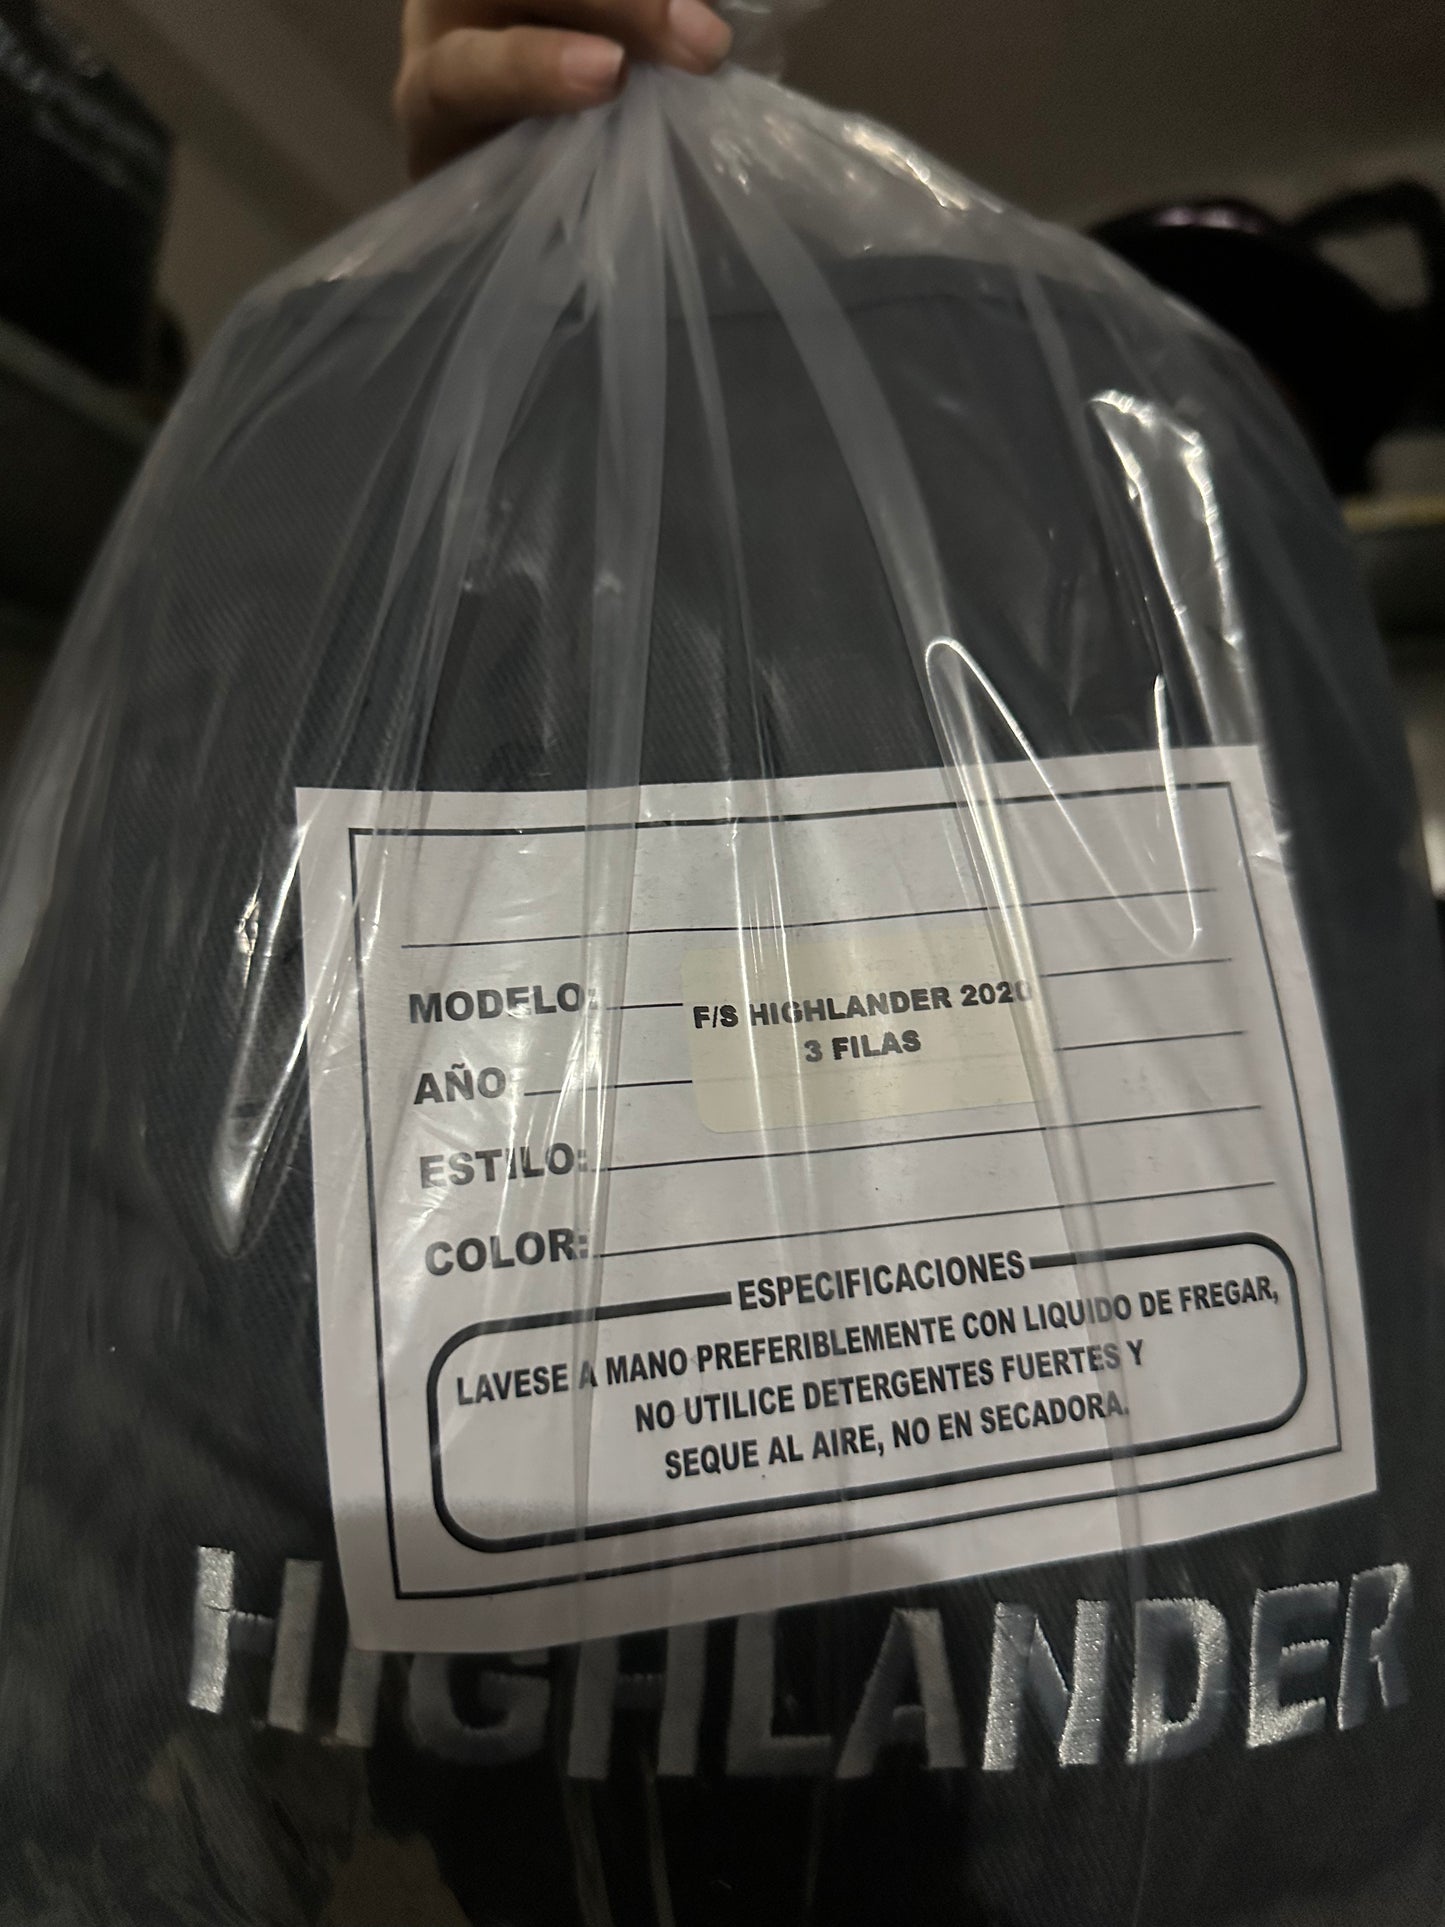 MODELO:
F/S HIGHLANDER 2020
3 FILAS
AÑO
ESTILO:
COLOR:
ESPECIFICACIONES
LAVESE A MANO PREFERIBLEMENTE CON LIQUIDO DE FREGAR,
NO UTILICE DETERGENTES FUERTES Y
SEQUE AL AIRE, NO EN SECADORA.
HIGHLANDER